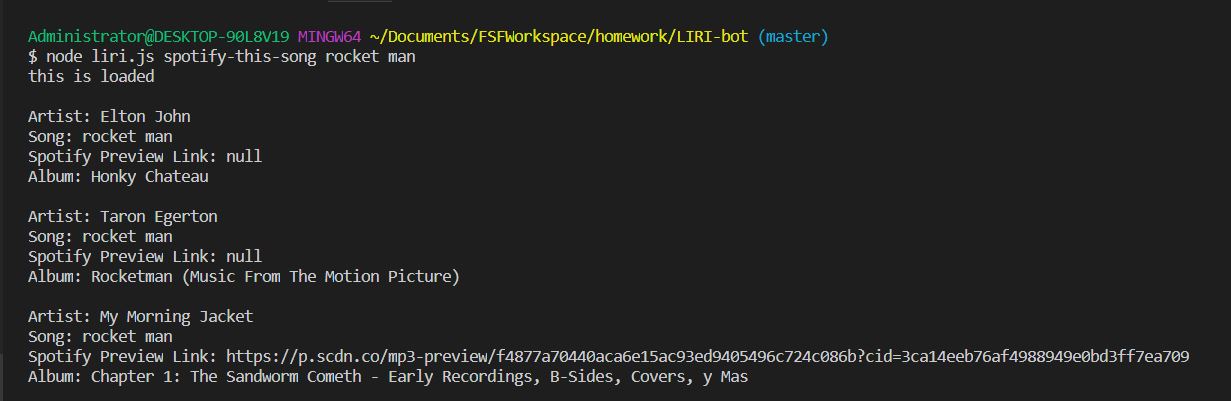 Administrator@DESKTOP-90L8V19 MINGW64 ~/Documents/FSFWorkspace/homework/LIRI-bot (master)
$ node liri.js spotify-this-song rocket man
this is loaded
Artist: Elton John
Song: rocket man
Spotify Preview Link: null
Album: Honky Chateau
Artist: Taron Egerton
Song: rocket man
Spotify Preview Link: null
Album: Rocketman (Music From The Motion Picture)
Artist: My Morning Jacket
Song: rocket man
Spotify Preview Link: https://p.scdn.co/mp3-preview/f4877a70440aca6e15ac93ed9405496c724c086b?cid=3ca14eeb76af4988949e0bd3ff7ea709
Album: Chapter 1: The Sandworm Cometh - Early Recordings, B-Sides, Covers, y Mas